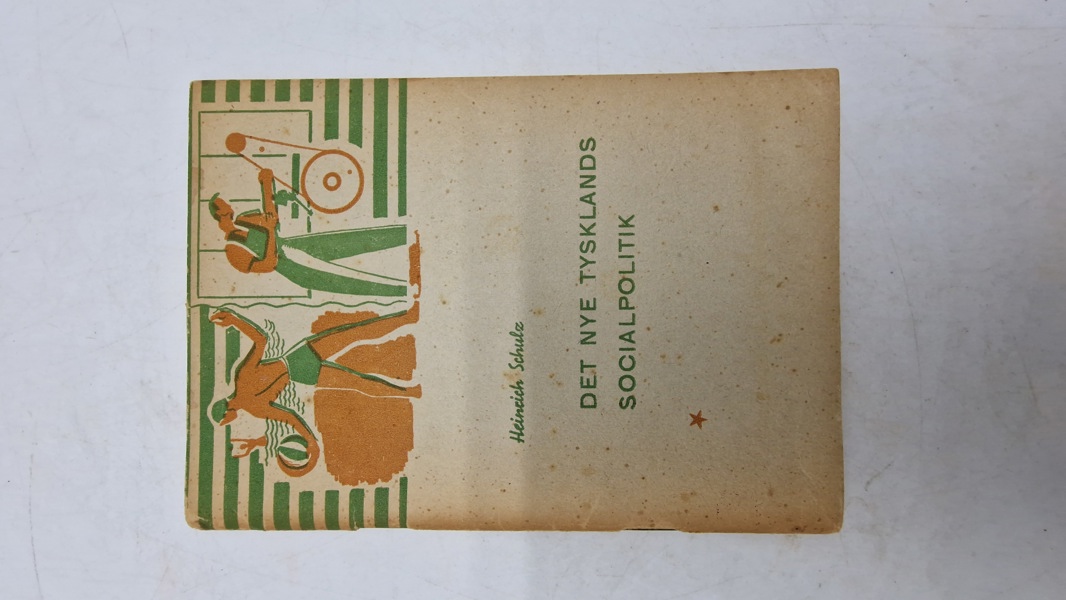 Heinrich Schulz
DET NYE TYSKLANDS
SOCIALPOLITIK